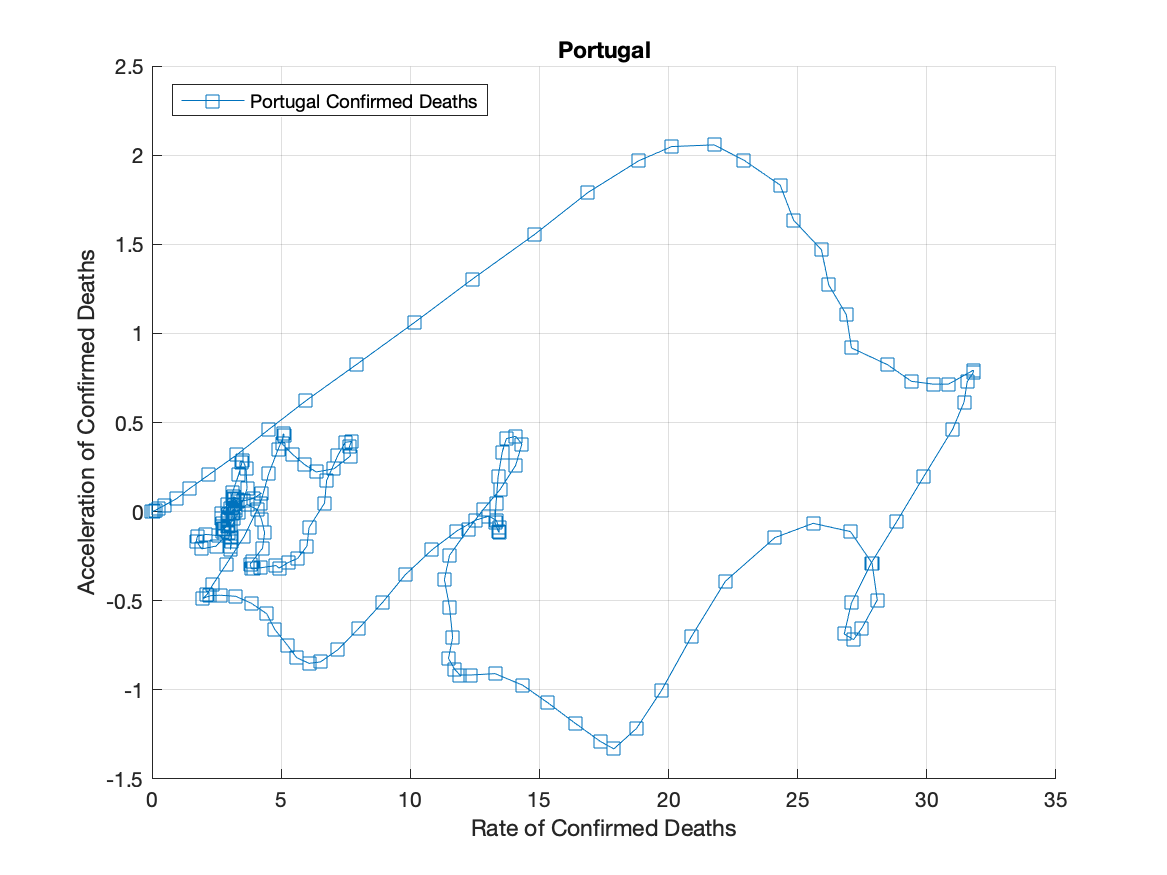 Portugal
Portugal Confirmed Deaths
2.5
2
1.5
1
0.5
0
-0.5
-1
-1.5
Acceleration of Confirmed Deaths
0 5 10 15 20 25 30 35
Rate of Confirmed Deaths